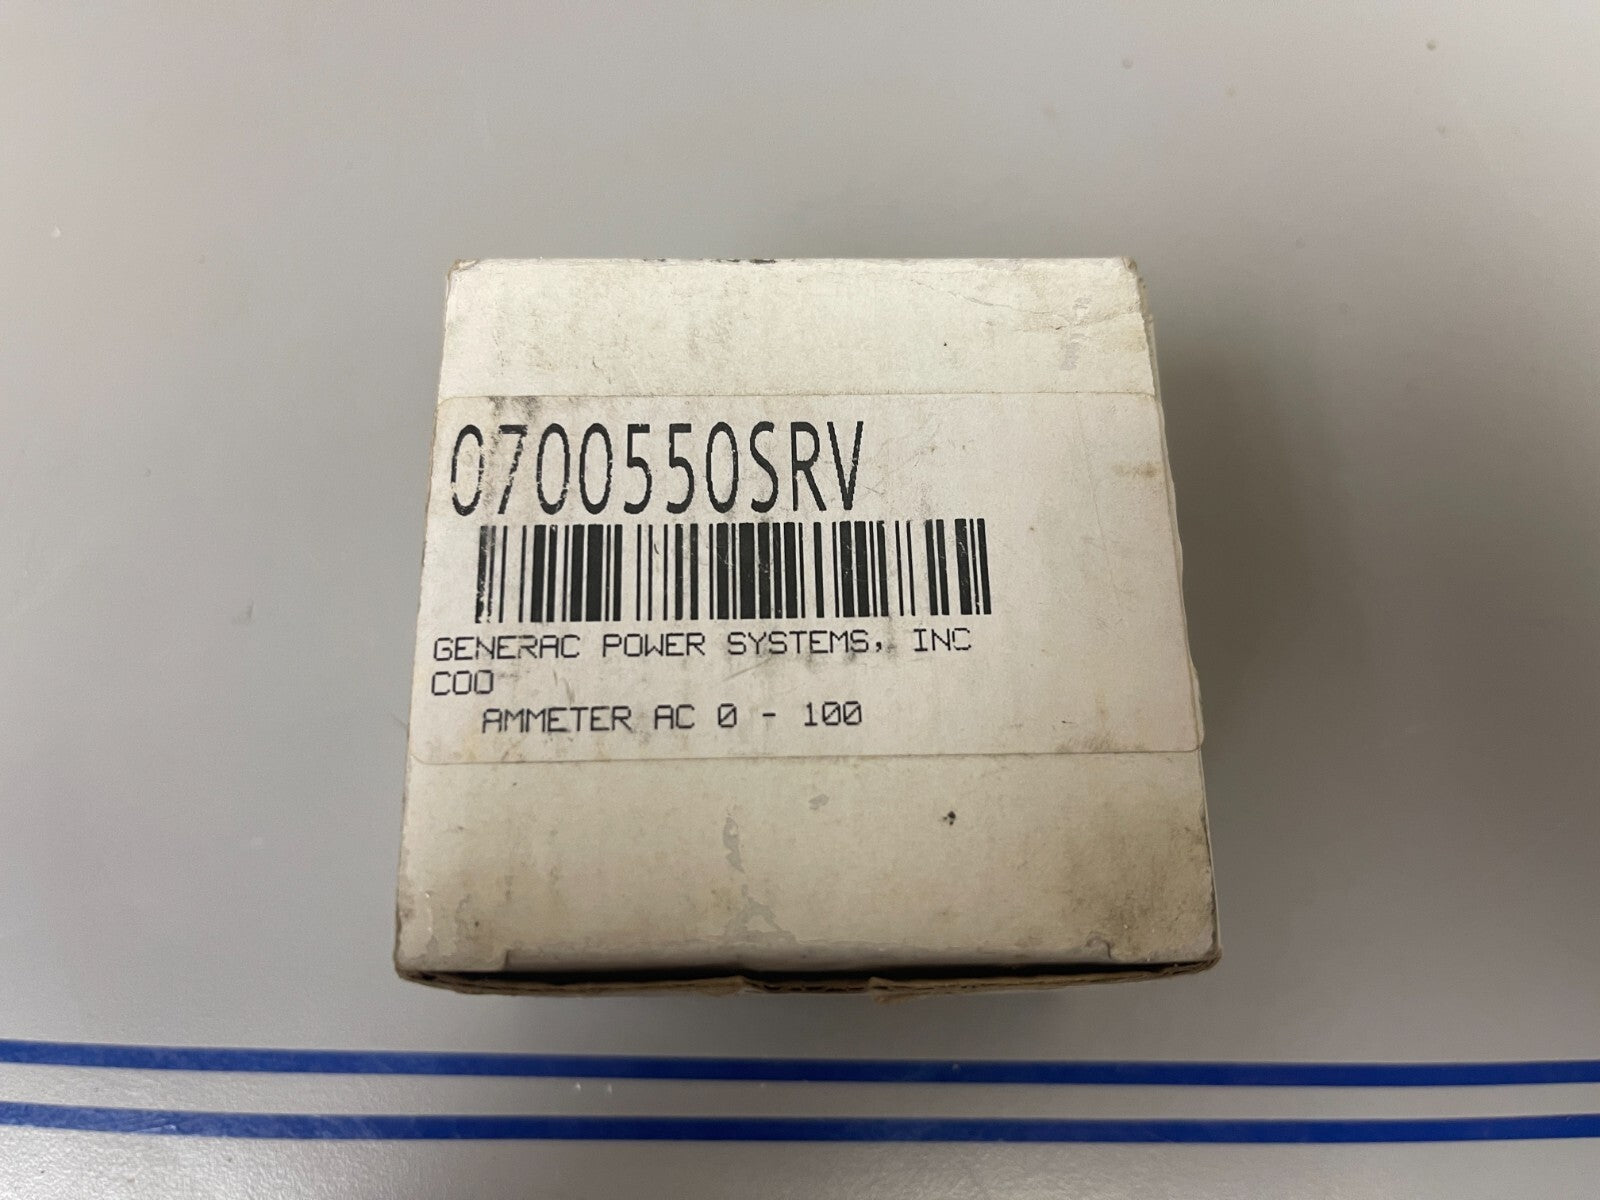 0700550SRV
GENERAC POWER SYSTEMS, INC
COO
AMMETER AC 0 - 100